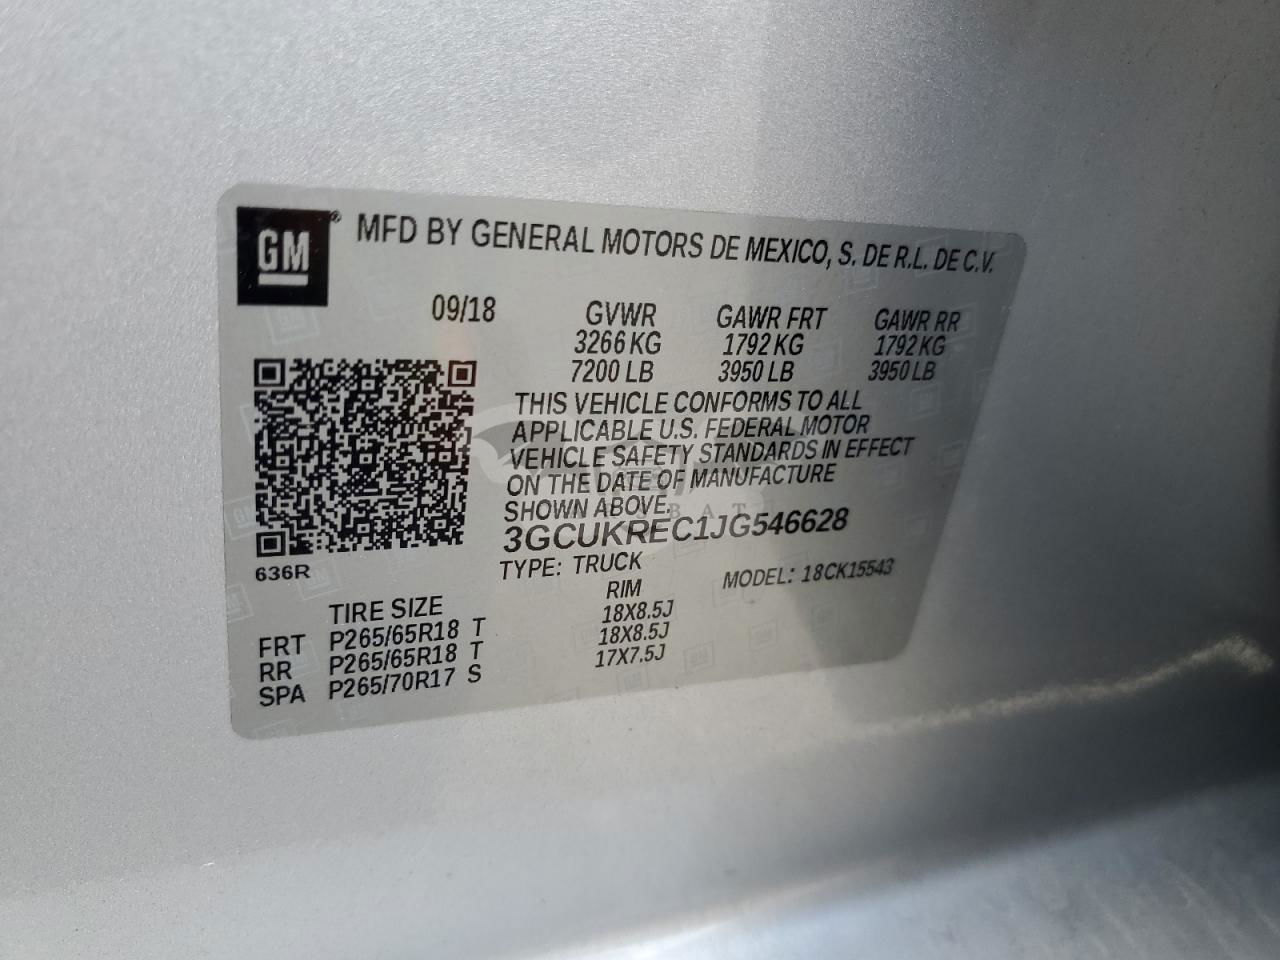 GM ® MFD BY GENERAL MOTORS DE MEXICO, S. DE R.L. DE C.V.
09/18 GVWR GAWR FRT GAWR RR
3266 KG 1792 KG 1792 KG
7200 LB 3950 LB 3950 LB
THIS VEHICLE CONFORMS TO ALL
APPLICABLE U.S. FEDERAL MOTOR
VEHICLE SAFETY STANDARDS IN EFFECT
ON THE DATE OF MANUFACTURE
SHOWN ABOVE.
3GCUKREC1JG546628
636R TYPE: TRUCK MODEL: 18CK15543
TIRE SIZE RIM
FRT P265/65R18 T 18X8.5J
RR P265/65R18 T 18X8.5J
SPA P265/70R17 S 17X7.5J